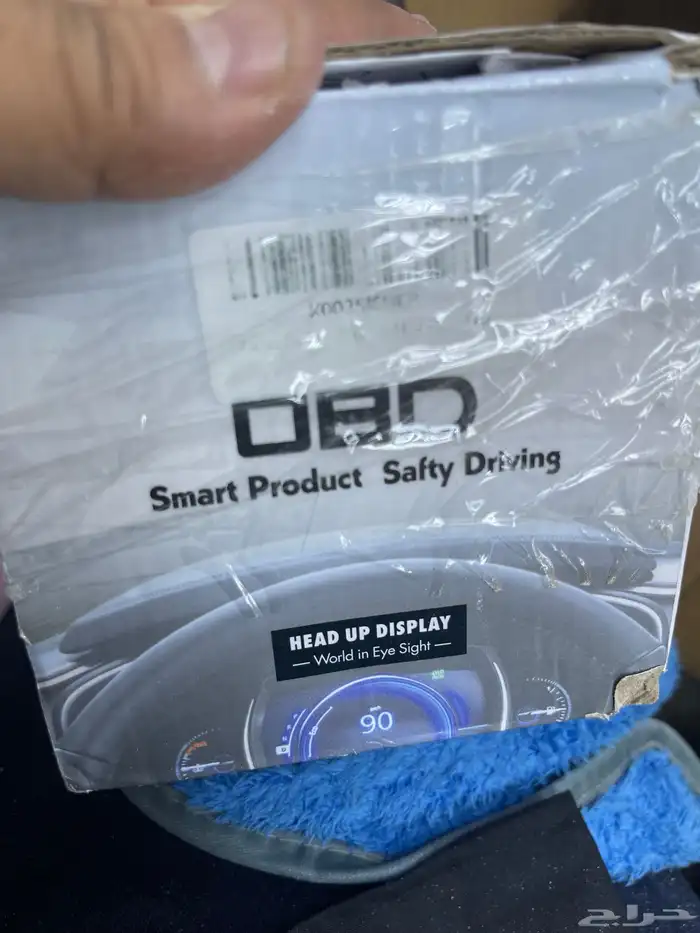 OBD
Smart Product Safty Driving
HEAD UP DISPLAY
— World in Eye Sight —
90
حراج